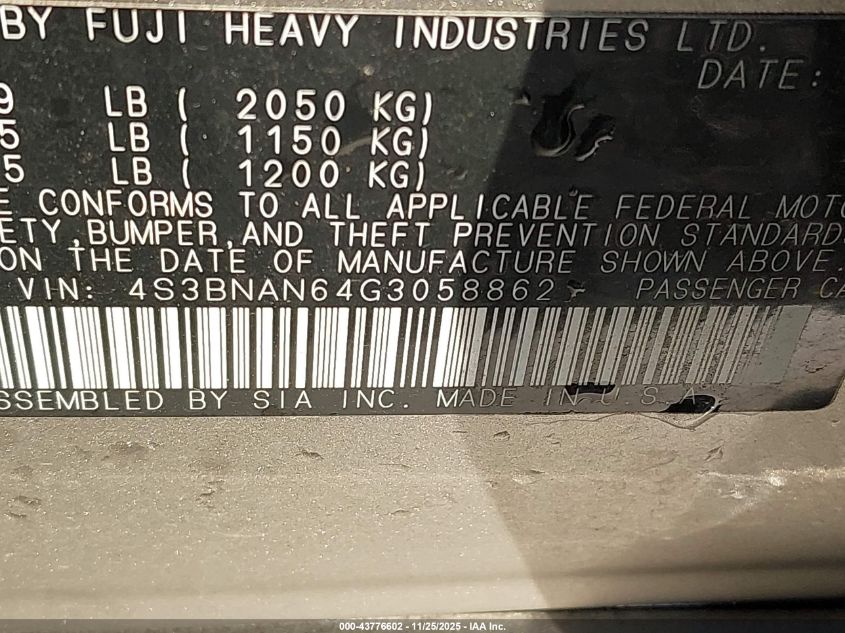 BY FUJI HEAVY INDUSTRIES LTD.
DATE:
9 LB ( 2050 KG)
5 LB ( 1150 KG)
5 LB ( 1200 KG)
E CONFORMS TO ALL APPLICABLE FEDERAL MOTO
ETY,BUMPER,AND THEFT PREVENTION STANDARD
ON THE DATE OF MANUFACTURE SHOWN ABOVE.
VIN: 4S3BNAN64G3058862 PASSENGER CA
SSEMBLED BY SIA INC. MADE IN U.S.A.
000-43776602 - 11/25/2025 - IAA Inc.